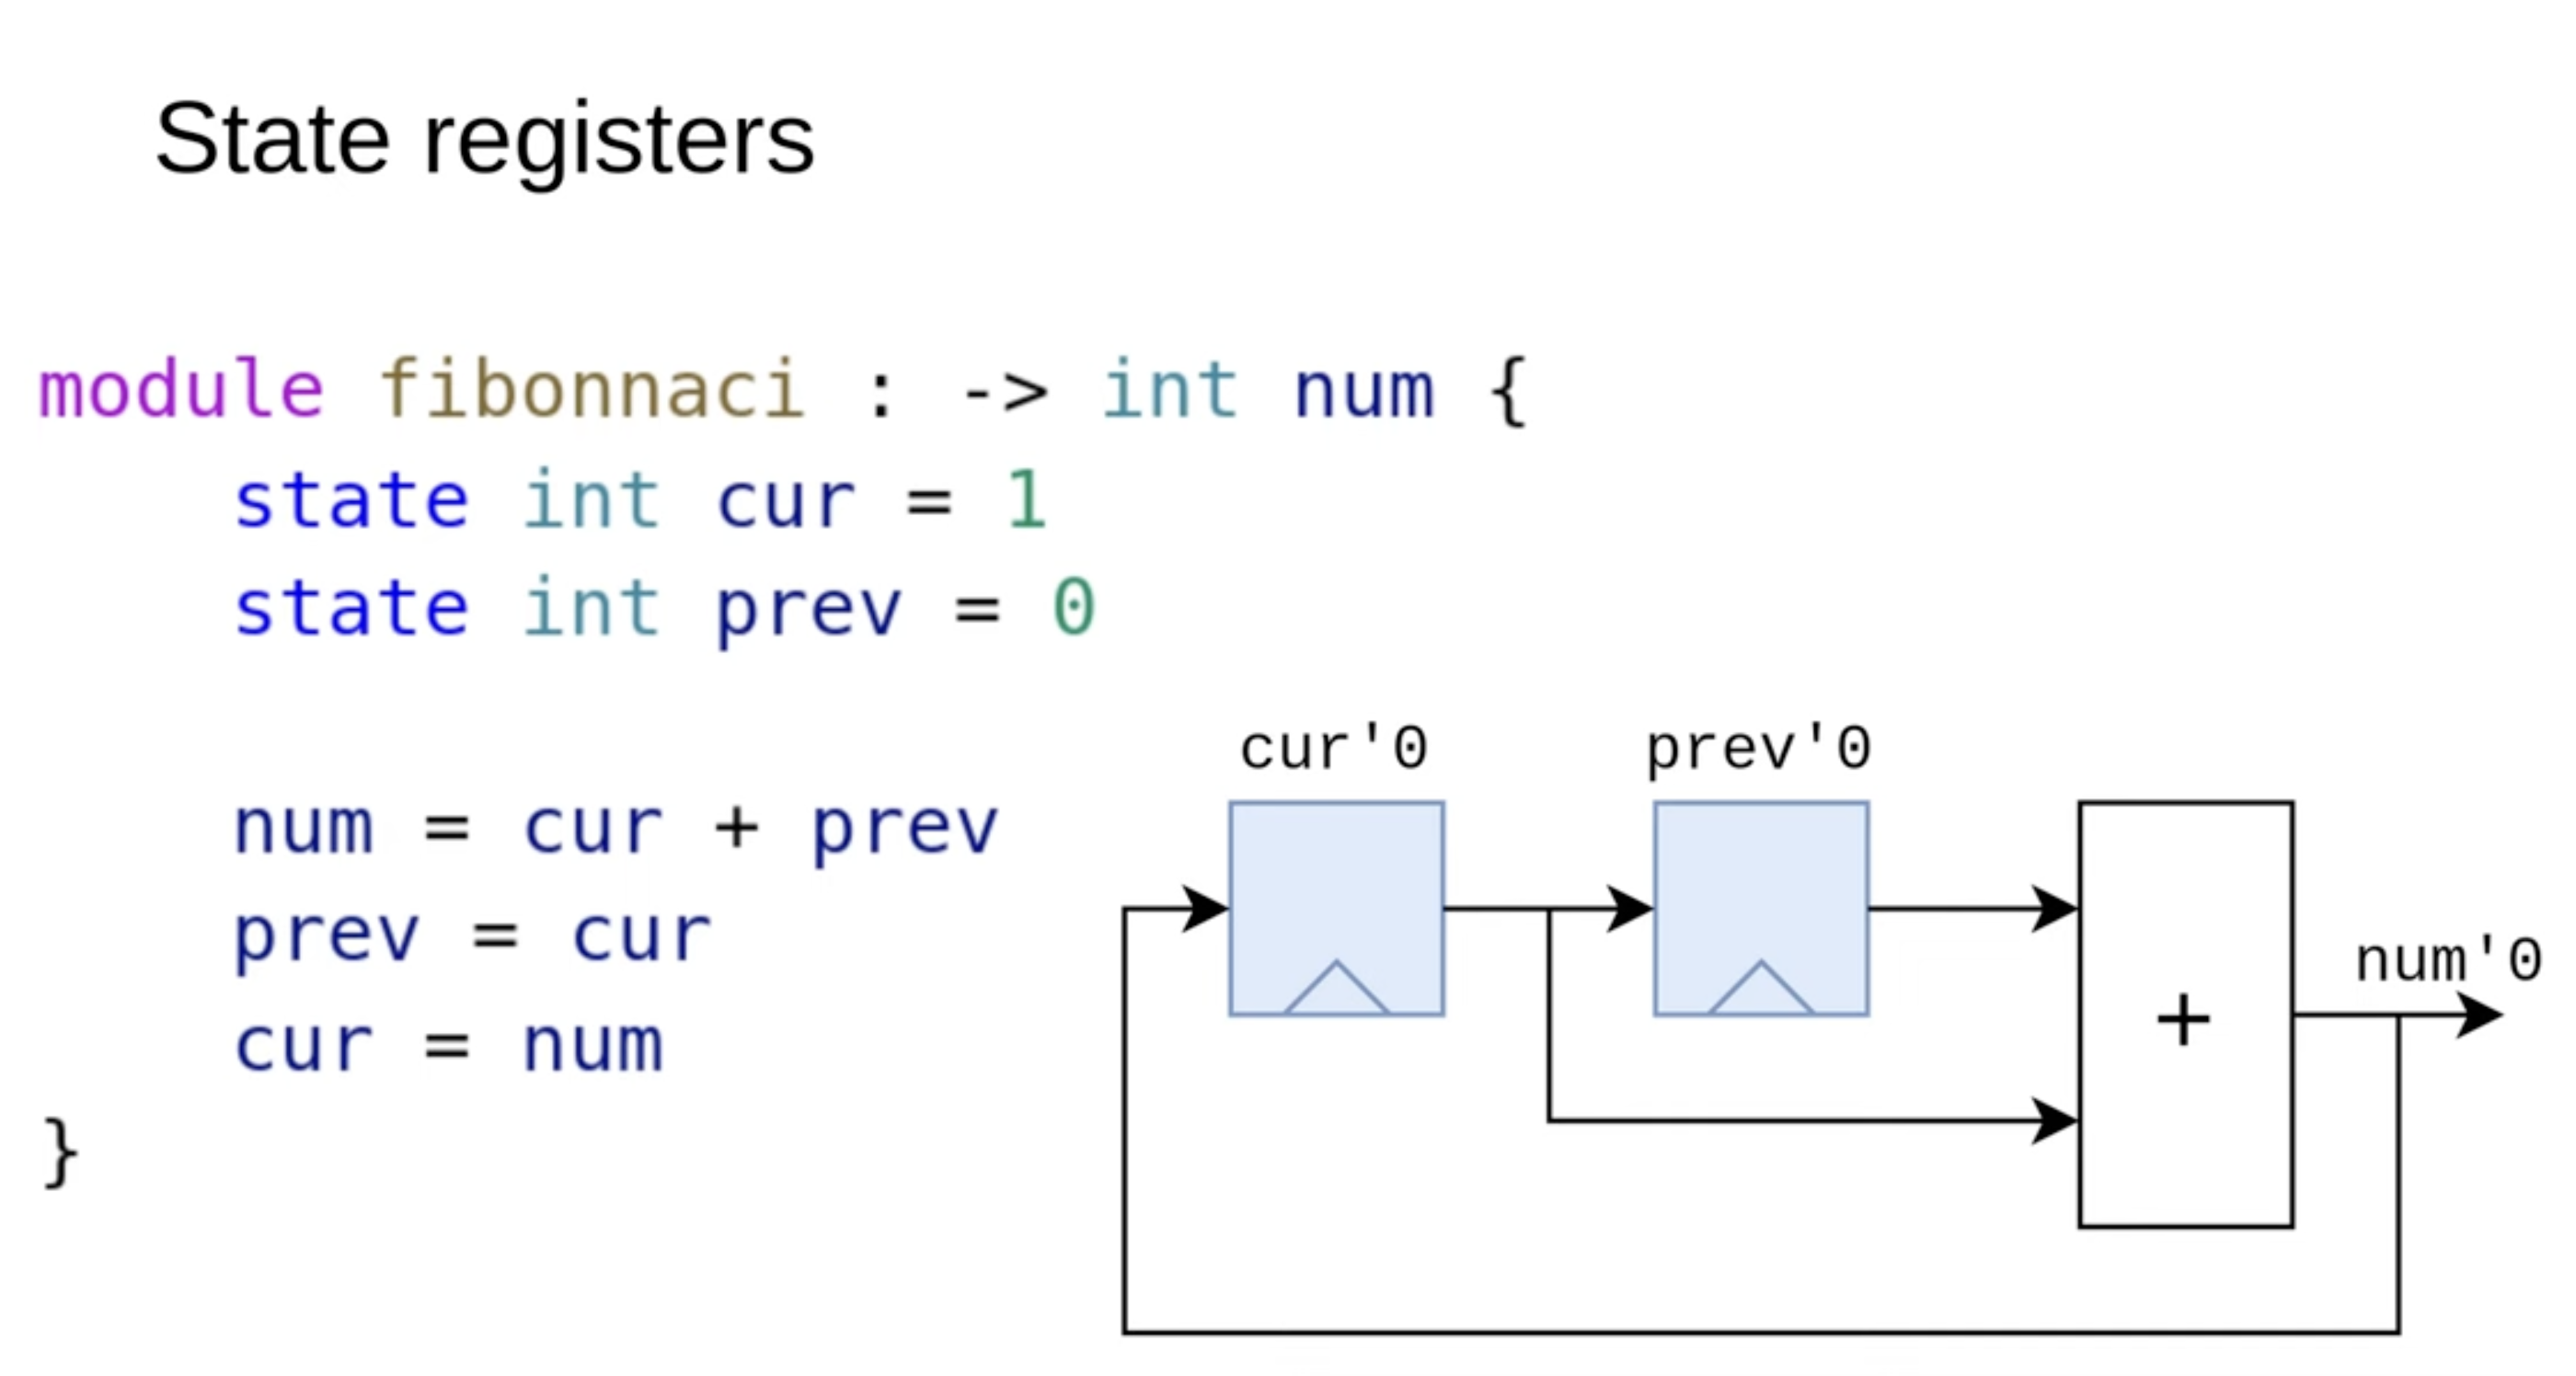 State registers
module fibonnaci : -> int num {
state int cur = 1
state int prev = 0
num = cur + prev
prev = cur
cur = num
}
cur'0
prev'0
+
num'0